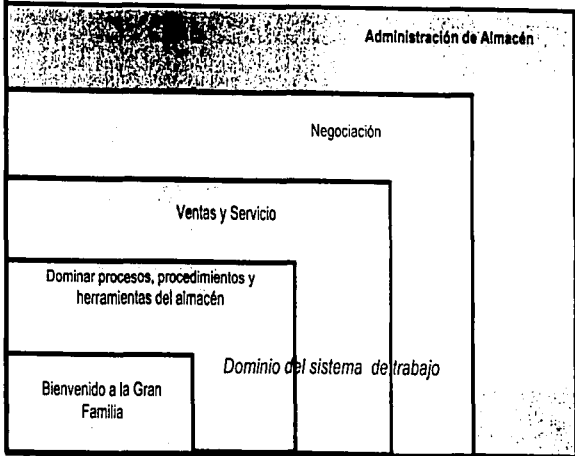 Administración de Almacén
Negociación
Ventas y Servicio
Dominar procesos, procedimientos y
herramientas del almacén
Dominio del sistema de trabajo
Bienvenido a la Gran
Familia